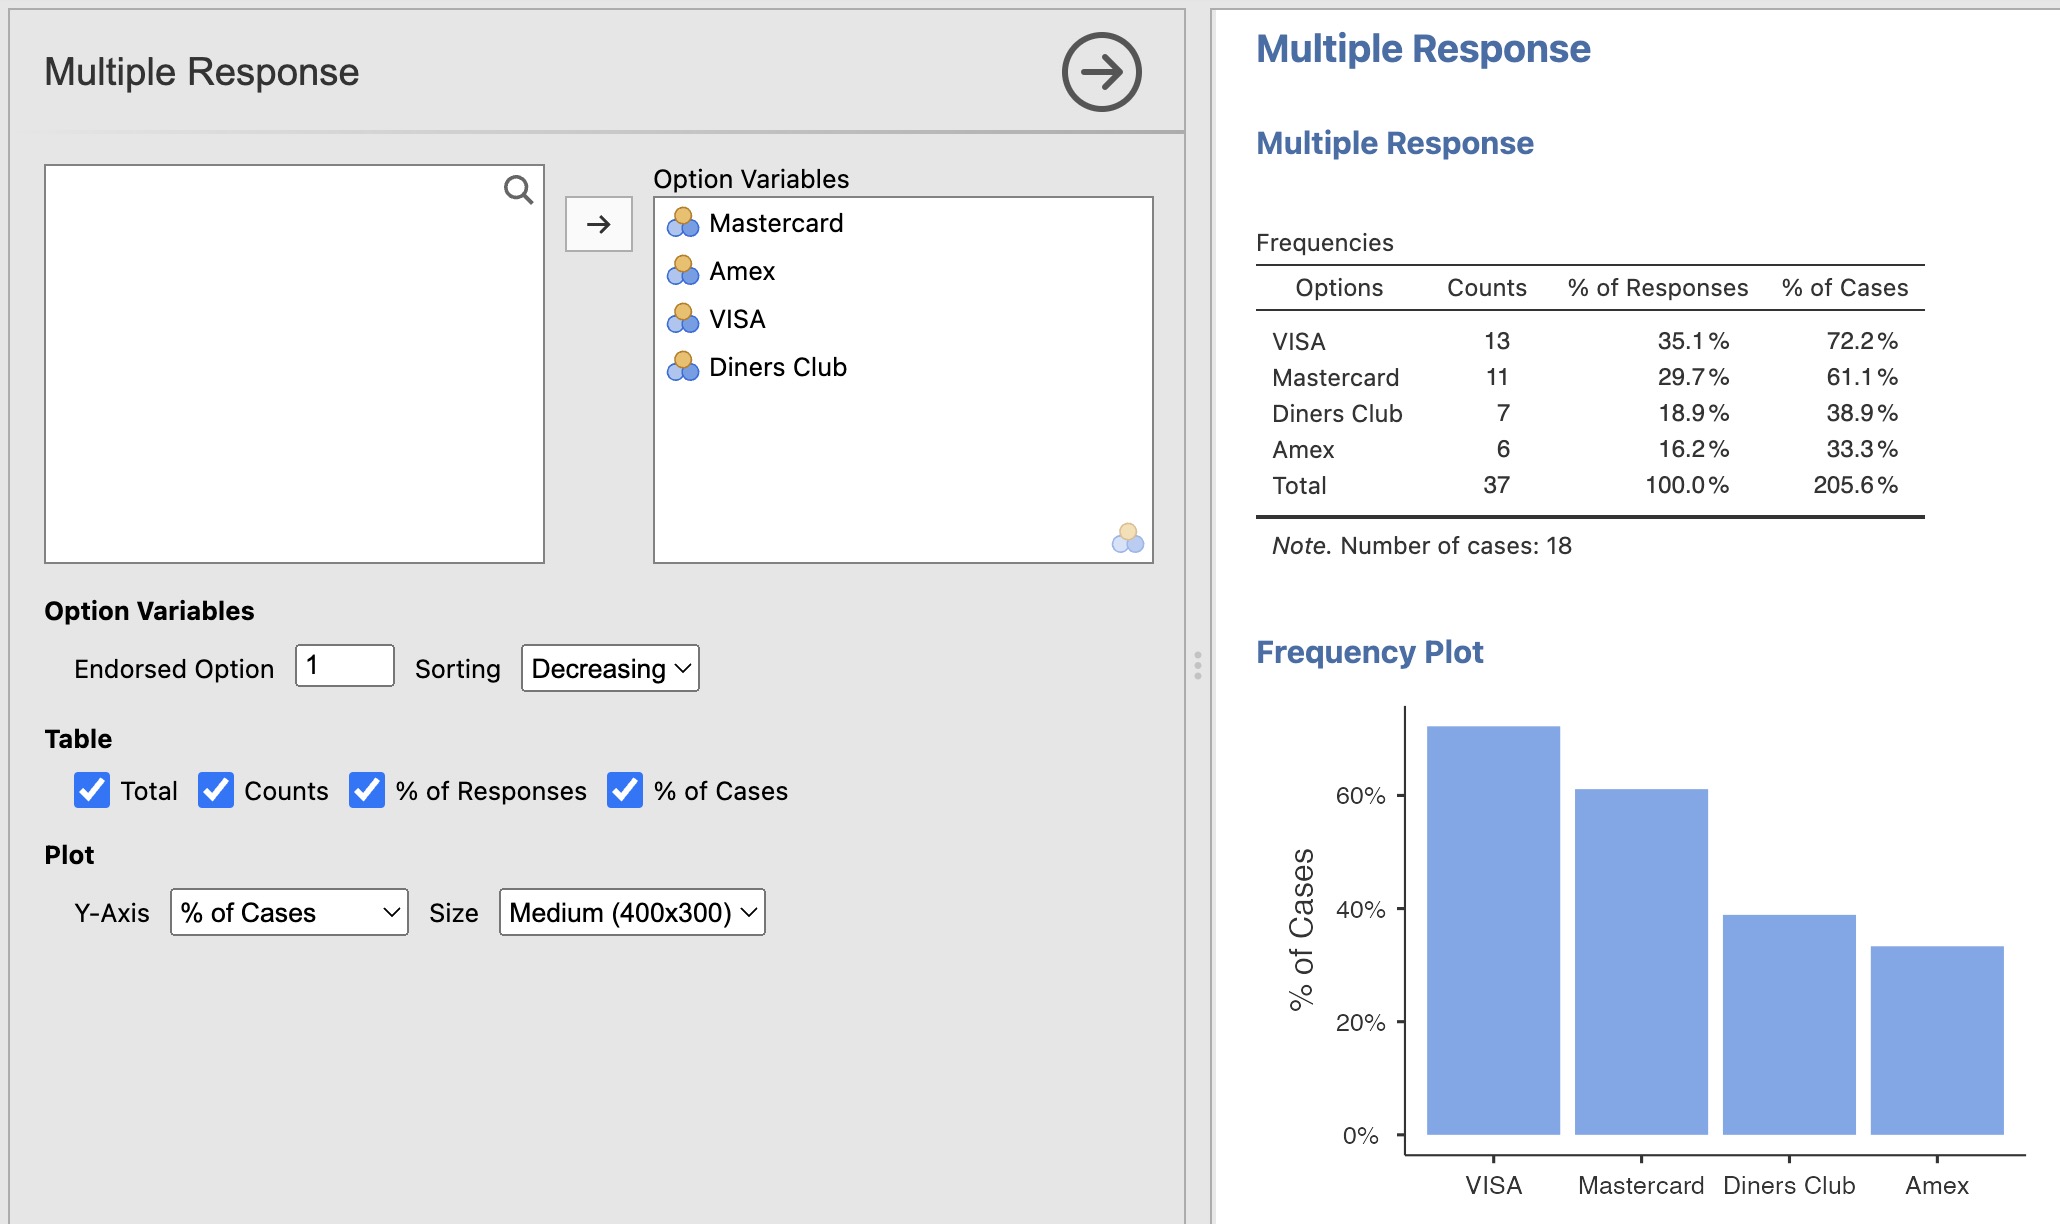 Multiple Response
Option Variables
Mastercard
Amex
VISA
Diners Club
Option Variables
Endorsed Option 1 Sorting Decreasing
Table
Total Counts % of Responses % of Cases
Plot
Y-Axis % of Cases Size Medium (400x300)
Multiple Response
Multiple Response
Frequencies
Options Counts % of Responses % of Cases
VISA 13 35.1% 72.2%
Mastercard 11 29.7% 61.1%
Diners Club 7 18.9% 38.9%
Amex 6 16.2% 33.3%
Total 37 100.0% 205.6%
Note. Number of cases: 18
Frequency Plot
% of Cases
60%
40%
20%
0%
VISA Mastercard Diners Club Amex